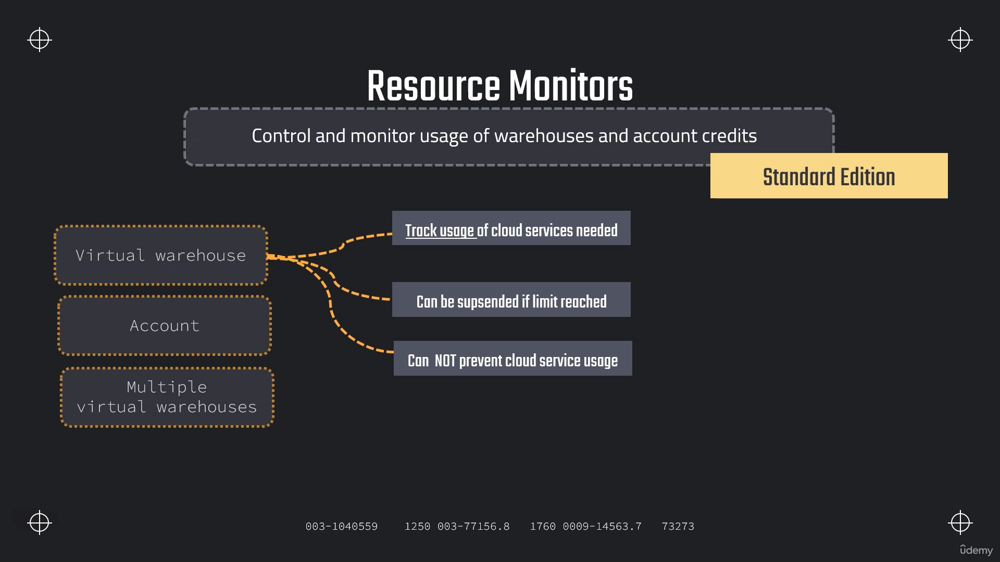 Resource Monitors
Control and monitor usage of warehouses and account credits
Standard Edition
Track usage of cloud services needed
Virtual warehouse
Can be supsended if limit reached
Account
Can NOT prevent cloud service usage
Multiple
virtual warehouses
003-1040559 1250 003-77156.8 1760 0009-14563.7 73273
ûdemy